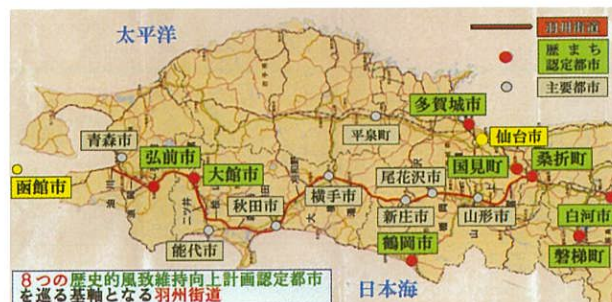 太平洋
羽州街道
歴まち
認定都市
主要都市
多賀城市
仙台市
平泉町
青森市
弘前市
大館市
函館市
国見町
桑折町
尾花沢市
横手市
秋田市
新庄市
山形市
白河市
能代市
鶴岡市
磐梯町
日本海
8つの歴史的風致維持向上計画認定都市
を巡る基軸となる羽州街道